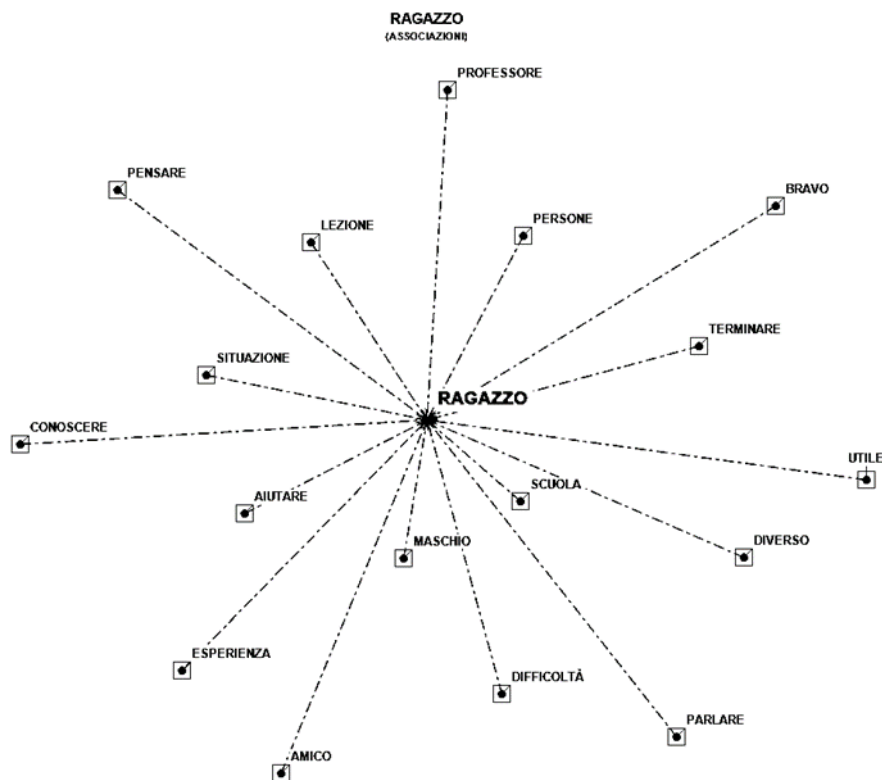 RAGAZZO
(ASSOCIAZIONI)
PROFESSORE
PENSARE
BRAVO
LEZIONE
PERSONE
TERMINARE
SITUAZIONE
RAGAZZO
CONOSCERE
UTILE
SCUOLA
AIUTARE
MASCHIO
DIVERSO
ESPERIENZA
DIFFICOLTÀ
PARLARE
AMICO